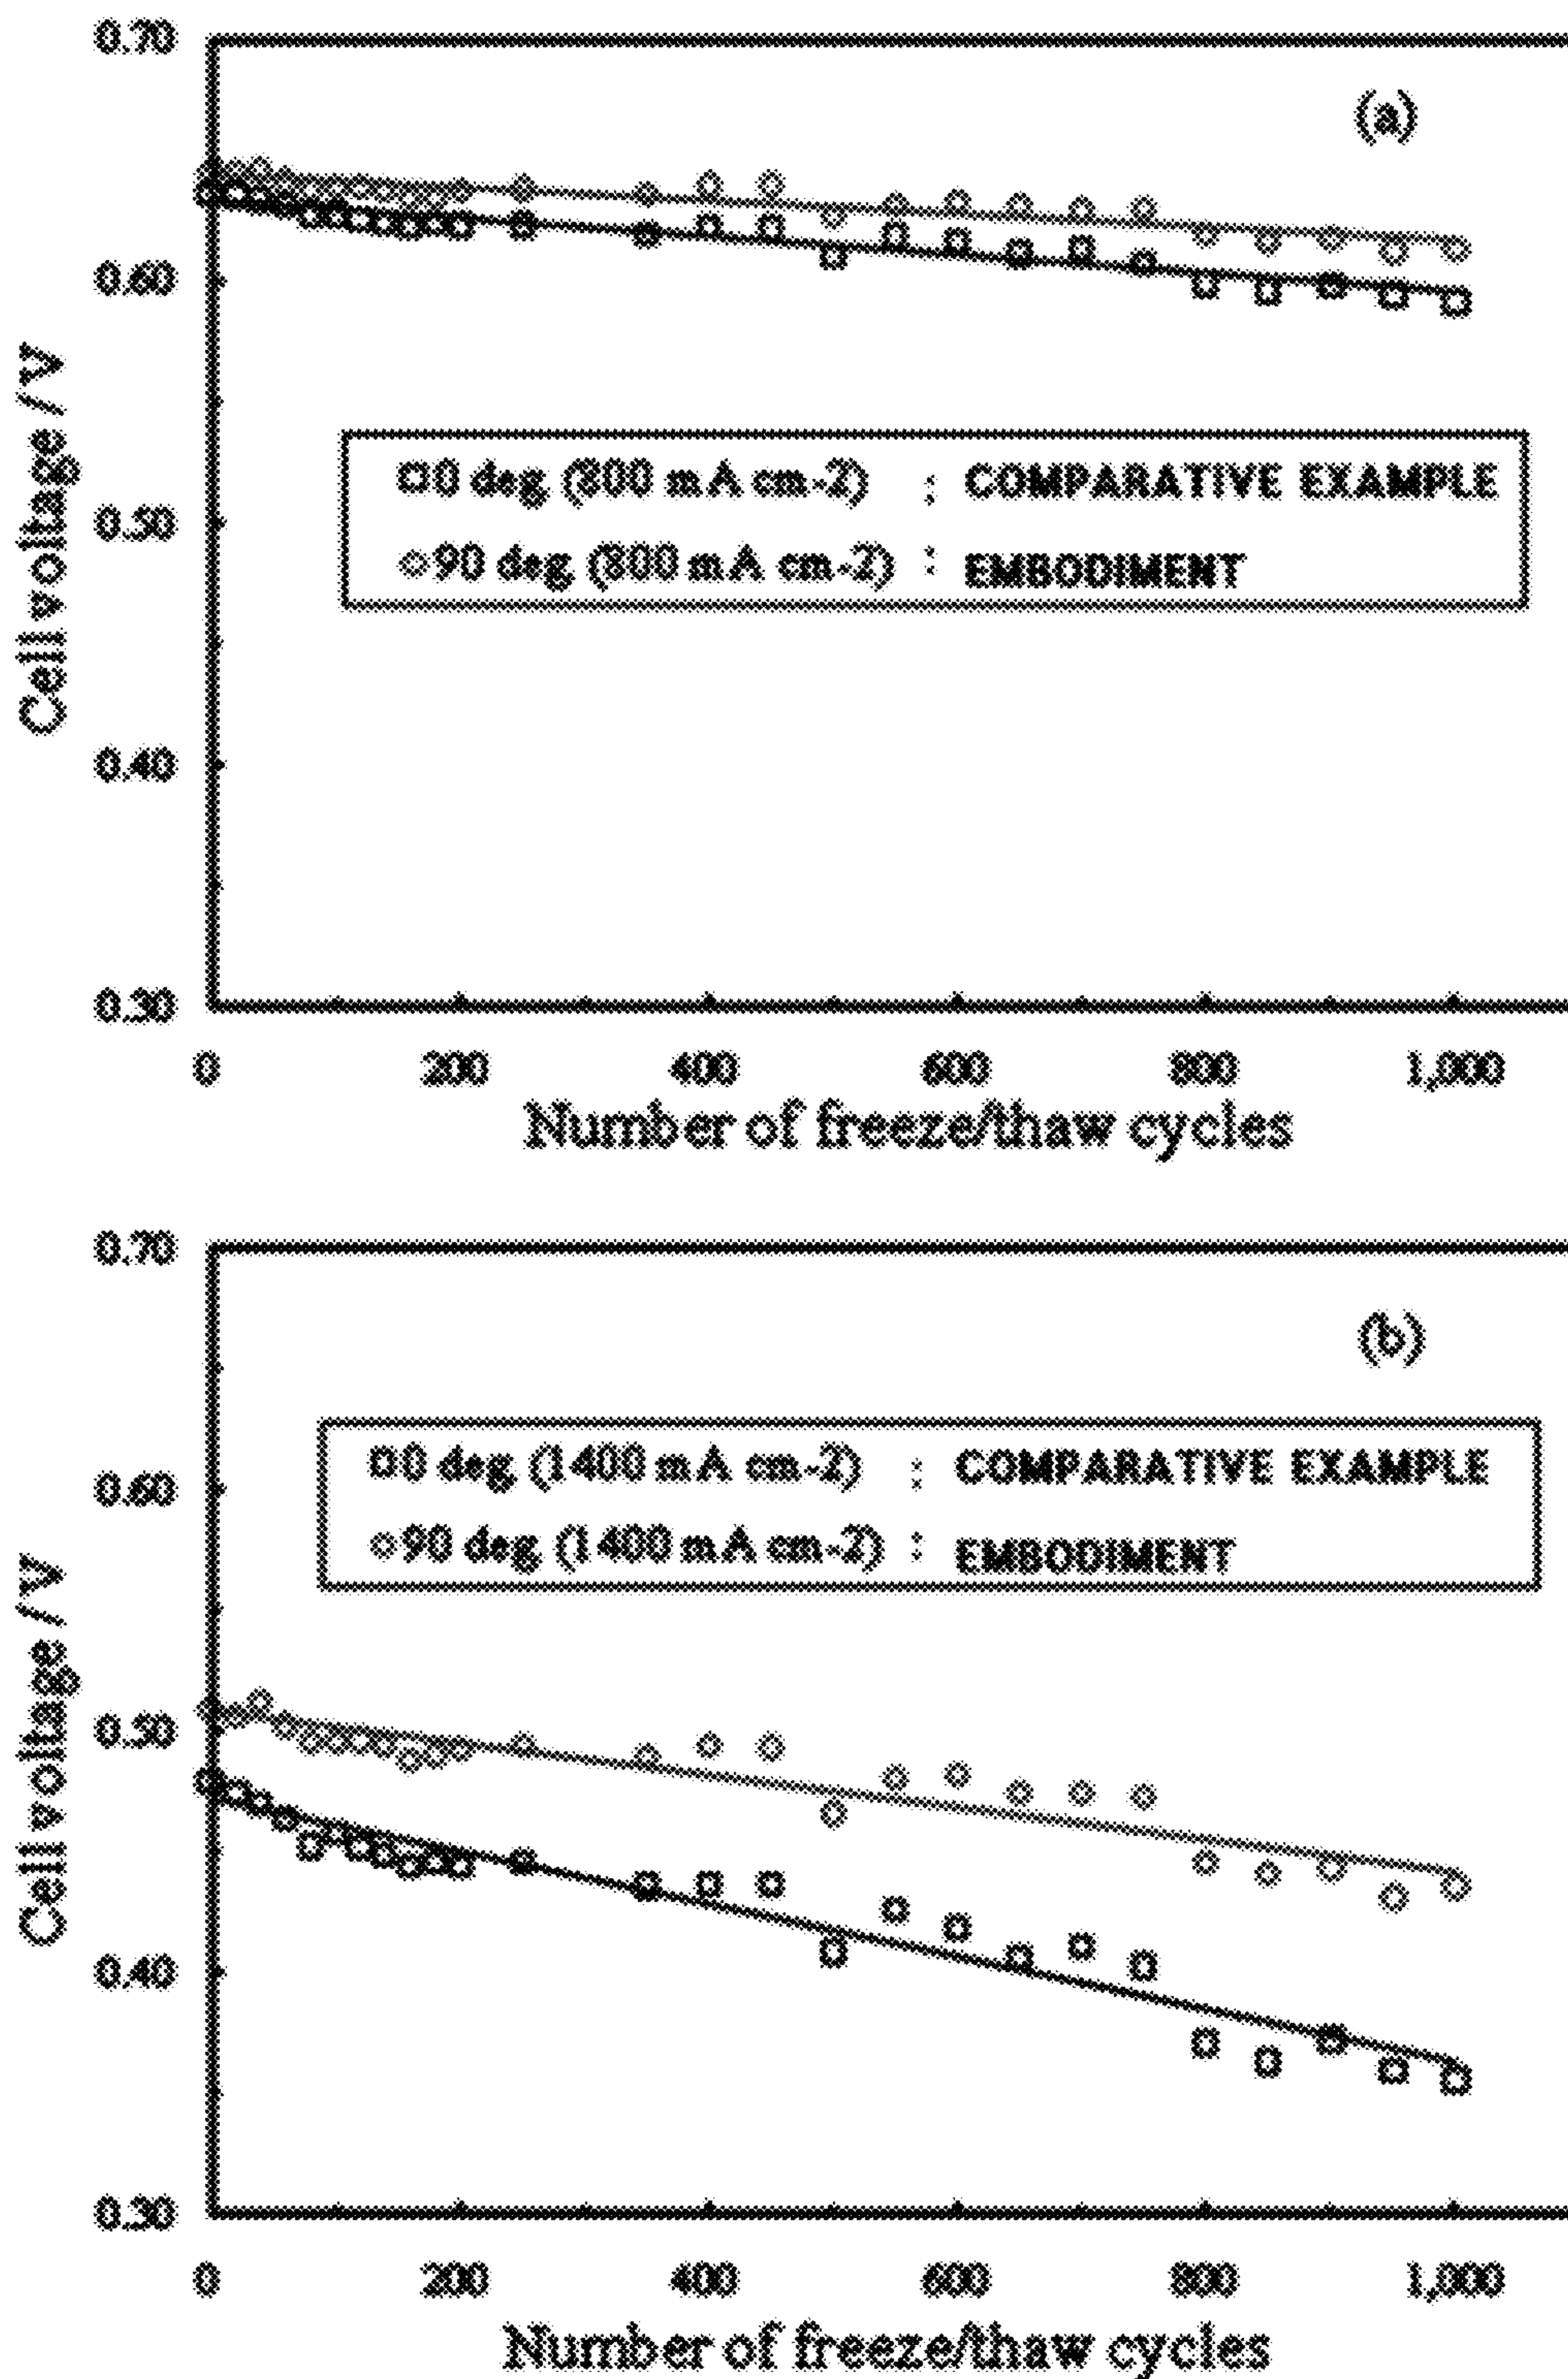 0.70
(a)
0.60
0.50
0.40
0.30
Cell voltage / V
0 deg. (800 mA cm-2) : COMPARATIVE EXAMPLE
90 deg. (800 mA cm-2) : EMBODIMENT
0 200 400 600 800 1,000
Number of freeze/thaw cycles
0.70
(b)
0.60
0.50
0.40
0.30
Cell voltage / V
0 deg. (1400 mA cm-2) : COMPARATIVE EXAMPLE
90 deg. (1400 mA cm-2) : EMBODIMENT
0 200 400 600 800 1,000
Number of freeze/thaw cycles